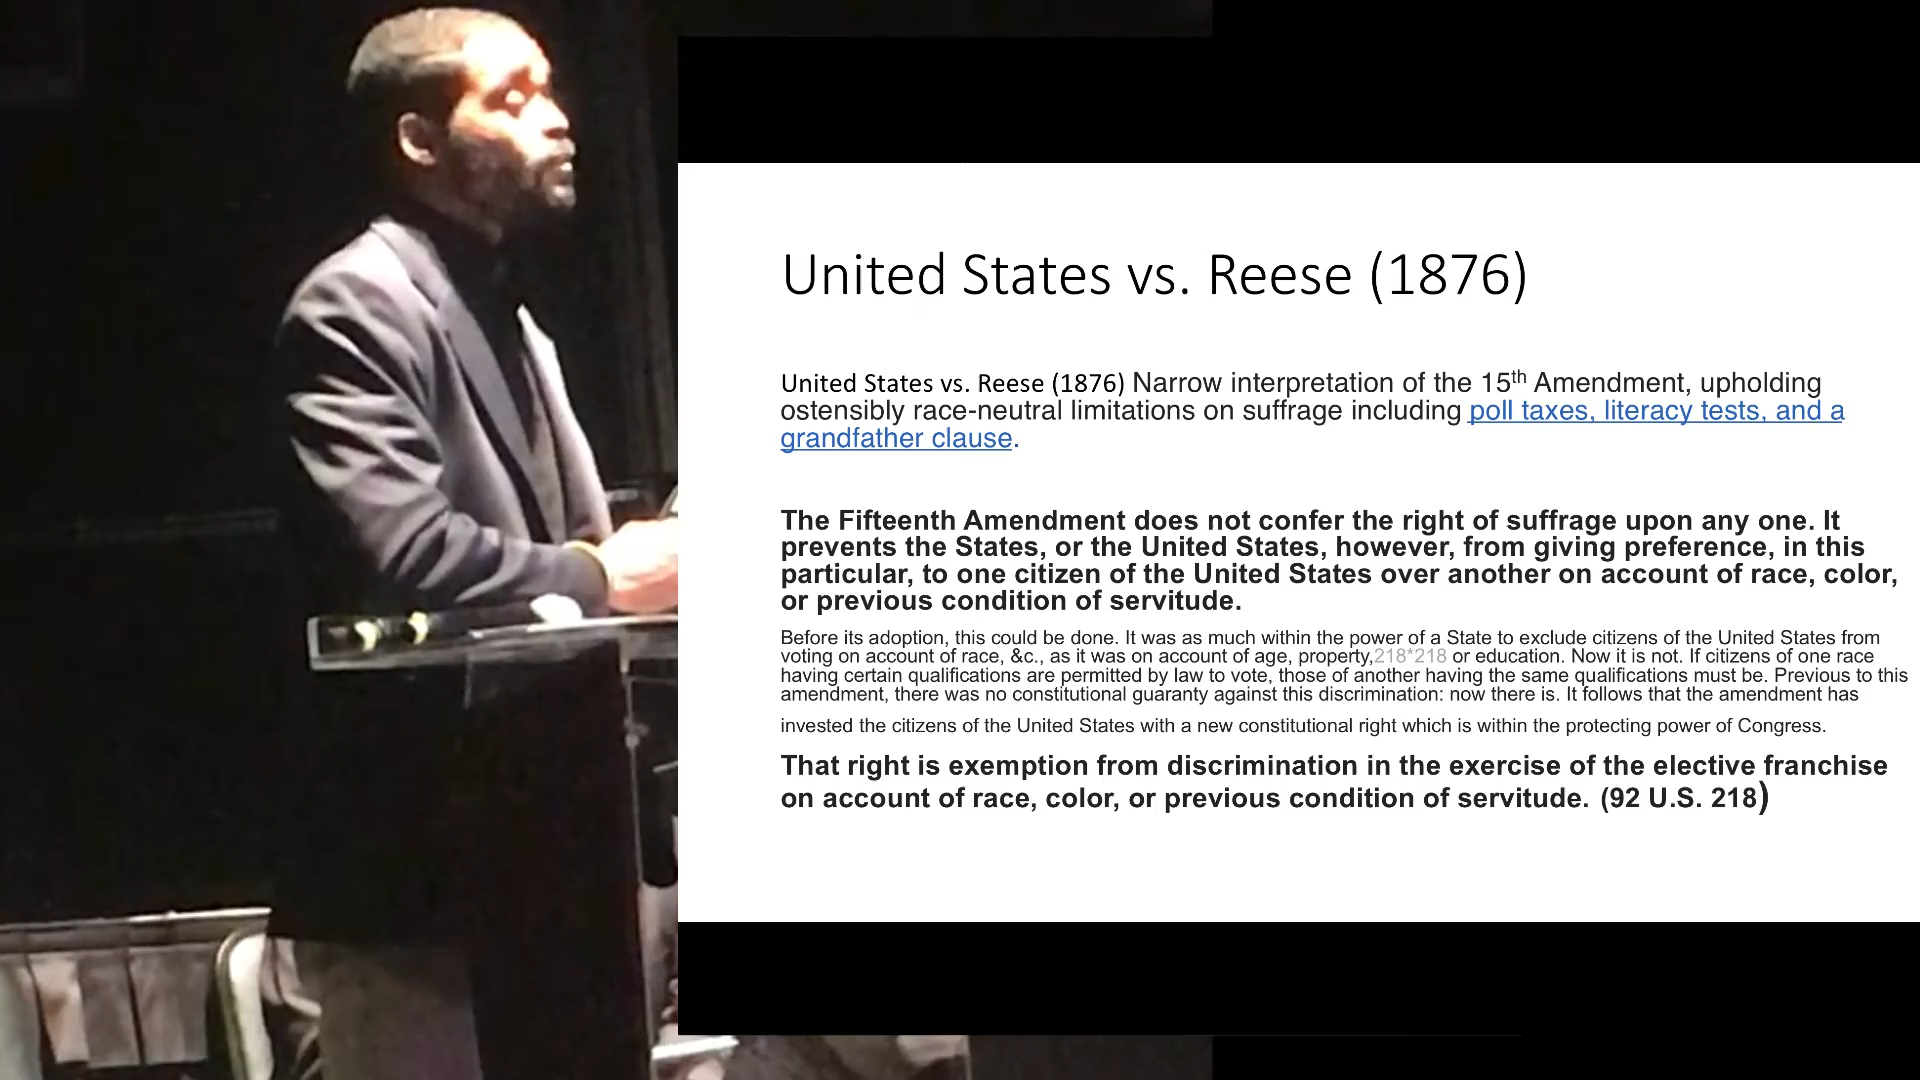 United States vs. Reese (1876)
United States vs. Reese (1876) Narrow interpretation of the 15th Amendment, upholding
ostensibly race-neutral limitations on suffrage including poll taxes, literacy tests, and a
grandfather clause.
The Fifteenth Amendment does not confer the right of suffrage upon any one. It
prevents the States, or the United States, however, from giving preference, in this
particular, to one citizen of the United States over another on account of race, color,
or previous condition of servitude.
Before its adoption, this could be done. It was as much within the power of a State to exclude citizens of the United States from
voting on account of race, &c., as it was on account of age, property,218*218 or education. Now it is not. If citizens of one race
having certain qualifications are permitted by law to vote, those of another having the same qualifications must be. Previous to this
amendment, there was no constitutional guaranty against this discrimination: now there is. It follows that the amendment has
invested the citizens of the United States with a new constitutional right which is within the protecting power of Congress.
That right is exemption from discrimination in the exercise of the elective franchise
on account of race, color, or previous condition of servitude. (92 U.S. 218)